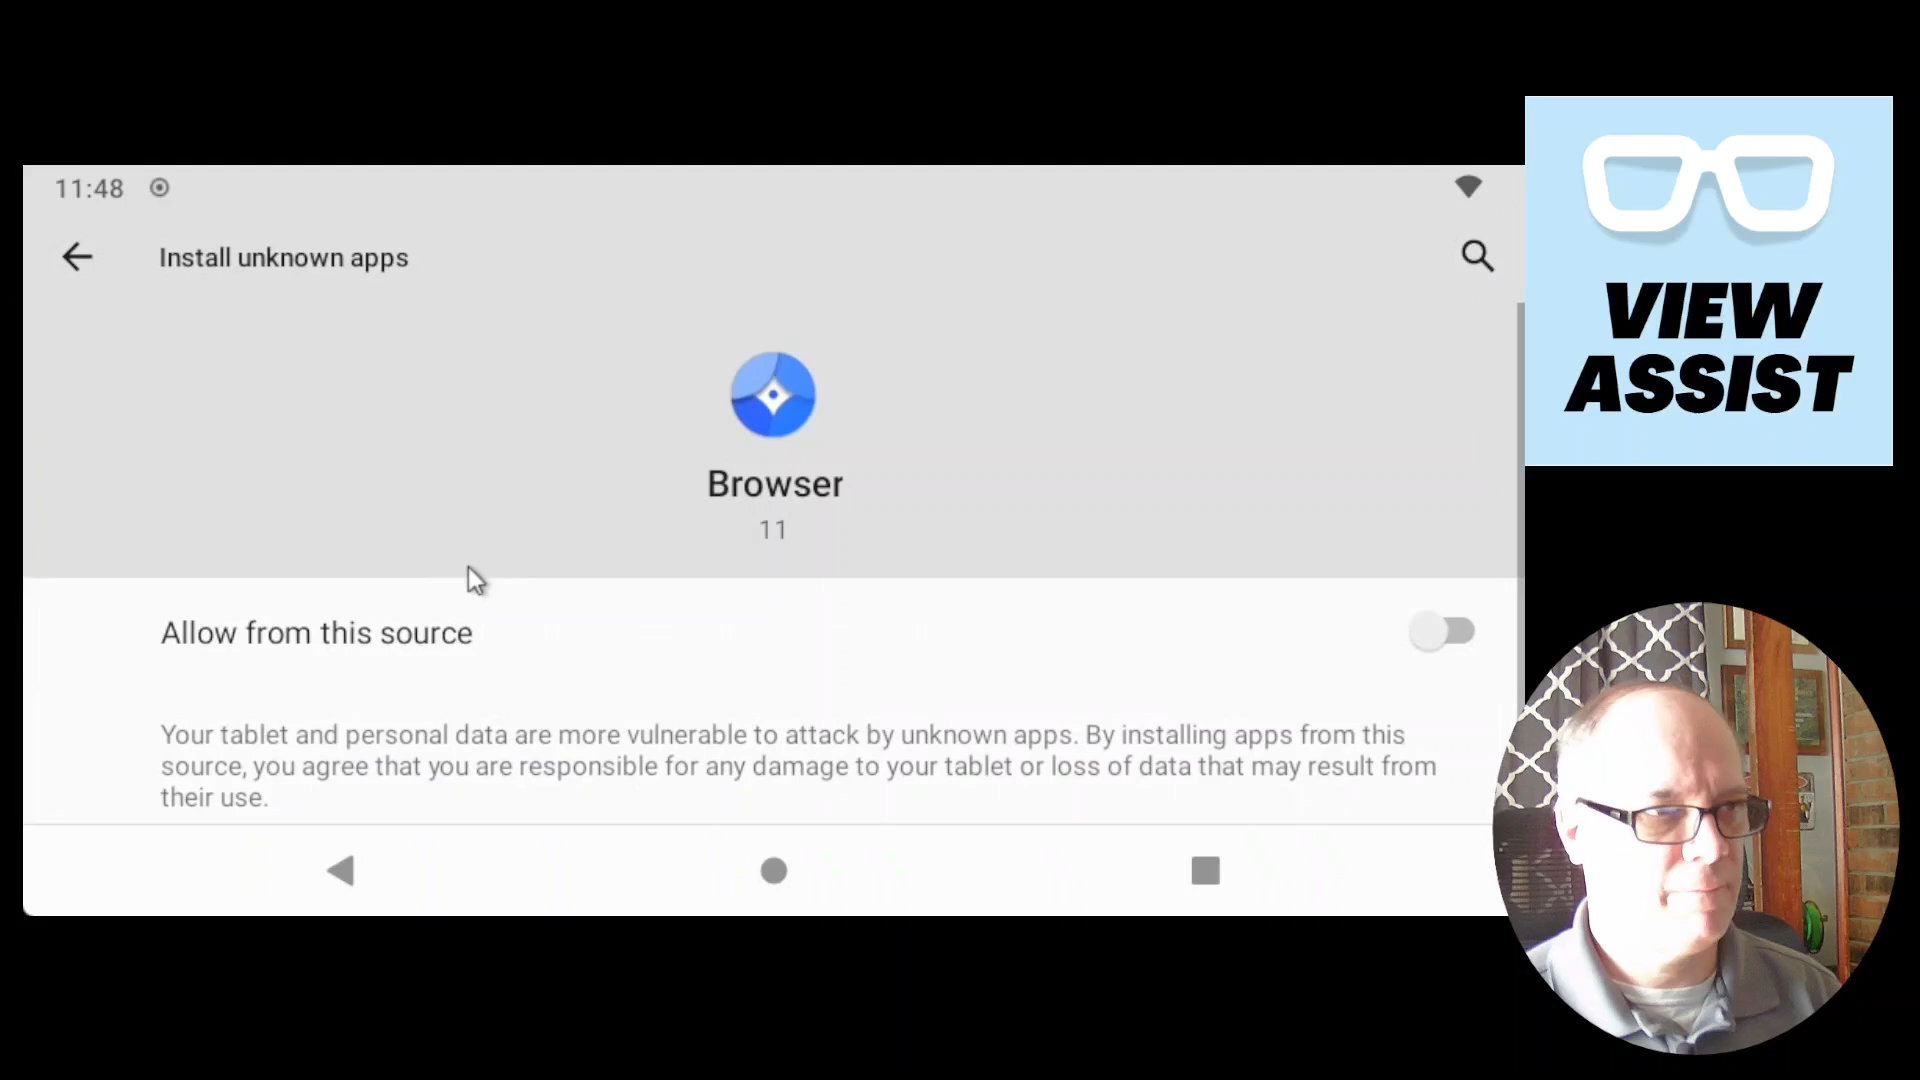 11:48
Install unknown apps
Browser
11
Allow from this source
Your tablet and personal data are more vulnerable to attack by unknown apps. By installing apps from this
source, you agree that you are responsible for any damage to your tablet or loss of data that may result from
their use.
VIEW
ASSIST